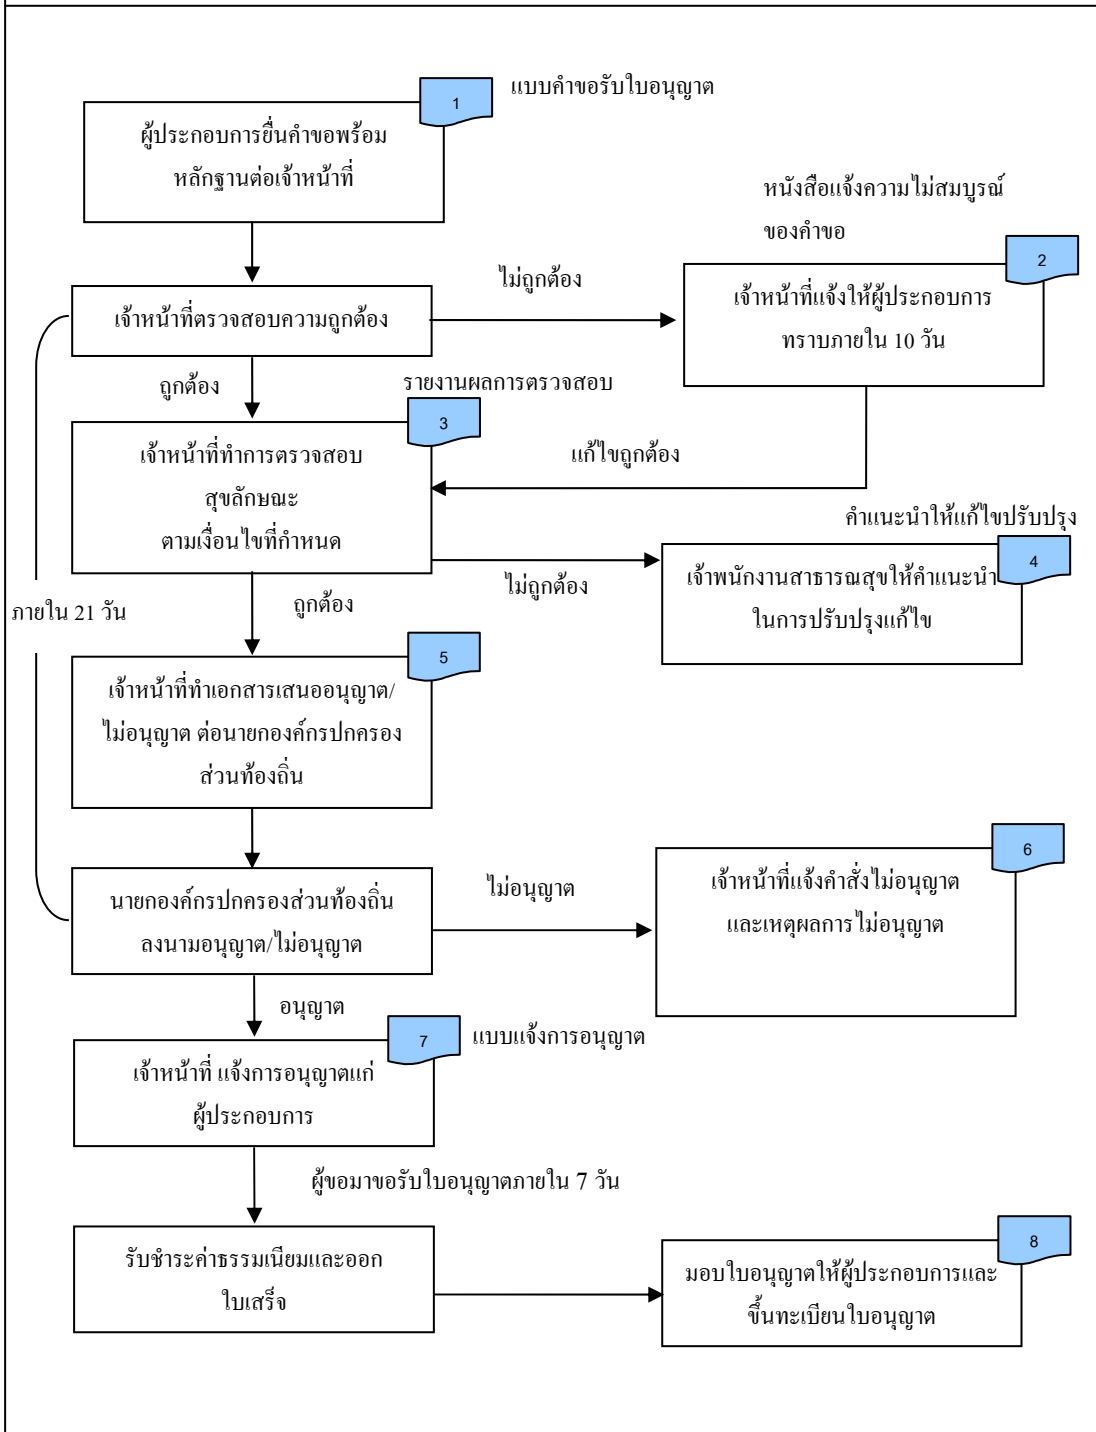 แบบคำขอรับใบอนุญาต
1
ผู้ประกอบการยื่นคำขอพร้อม
หลักฐานต่อเจ้าหน้าที่
หนังสือแจ้งความไม่สมบูรณ์
ของคำขอ
2
ไม่ถูกต้อง
เจ้าหน้าที่แจ้งให้ผู้ประกอบการ
ทราบภายใน 10 วัน
เจ้าหน้าที่ตรวจสอบความถูกต้อง
ถูกต้อง
รายงานผลการตรวจสอบ
3
เจ้าหน้าที่ทำการตรวจสอบ
สุขลักษณะ
ตามเงื่อนไขที่กำหนด
แก้ไขถูกต้อง
คำแนะนำให้แก้ไขปรับปรุง
4
ไม่ถูกต้อง
เจ้าพนักงานสาธารณสุขให้คำแนะนำ
ในการปรับปรุงแก้ไข
ถูกต้อง
ภายใน 21 วัน
5
เจ้าหน้าที่ทำเอกสารเสนออนุญาต/
ไม่อนุญาต ต่อนายกองค์กรปกครอง
ส่วนท้องถิ่น
6
ไม่อนุญาต
เจ้าหน้าที่แจ้งคำสั่งไม่อนุญาต
และเหตุผลการไม่อนุญาต
นายกองค์กรปกครองส่วนท้องถิ่น
ลงนามอนุญาต/ไม่อนุญาต
อนุญาต
7
แบบแจ้งการอนุญาต
เจ้าหน้าที่ แจ้งการอนุญาตแก่
ผู้ประกอบการ
ผู้ขอมาขอรับใบอนุญาตภายใน 7 วัน
รับชำระค่าธรรมเนียมและออก
ใบเสร็จ
8
มอบใบอนุญาตให้ผู้ประกอบการและ
ขึ้นทะเบียนใบอนุญาต